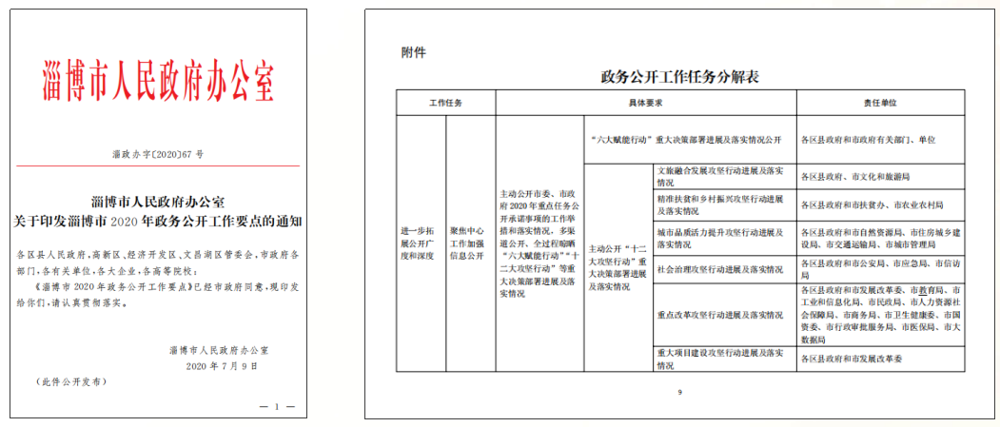 淄博市人民政府办公室
淄政办字〔2020〕67 号
淄博市人民政府办公室
关于印发淄博市 2020 年政务公开工作要点的通知
各区县人民政府,高新区、经济开发区、文昌湖区管委会,市政府各
部门,各有关单位,各大企业,各高等院校:
《淄博市 2020 年政务公开工作要点》已经市政府同意,现印发
给你们,请认真贯彻落实。
淄博市人民政府办公室
2020 年 7 月 9 日
(此件公开发布)
— 1 —
附件
政务公开工作任务分解表
工作任务
具体要求
责任单位
进一步拓
展公开广
度和深度
聚焦中心
工作加强
信息公开
主动公开市委、市政
府 2020 年重点任务公
开承诺事项的工作举
措和落实情况,多渠
道公开、全过程晾晒
“六大赋能行动”“十
二大攻坚行动”等重
大决策部署进展及落
实情况
“六大赋能行动”重大决策部署进展及落实情况公开
各区县政府和市政府有关部门、单位
主动公开“十二
大攻坚行动”重
大决策部署进展
及落实情况
文旅融合发展攻坚行动进展及落实
情况
各区县政府、市文化和旅游局
精准扶贫和乡村振兴攻坚行动进展
及落实情况
各区县政府和市扶贫办、市农业农村局
城市品质活力提升攻坚行动进展及
落实情况
各区县政府和市自然资源局、市住房城乡建
设局、市交通运输局、市城市管理局
社会治理攻坚行动进展及落实情况
各区县政府和市公安局、市应急局、市信访
局
重点改革攻坚行动进展及落实情况
各区县政府和市发展改革委、市教育局、市
工业和信息化局、市民政局、市人力资源社
会保障局、市商务局、市卫生健康委、市国
资委、市行政审批服务局、市医保局、市大
数据局
重大项目建设攻坚行动进展及落实
情况
各区县政府和市发展改革委
9